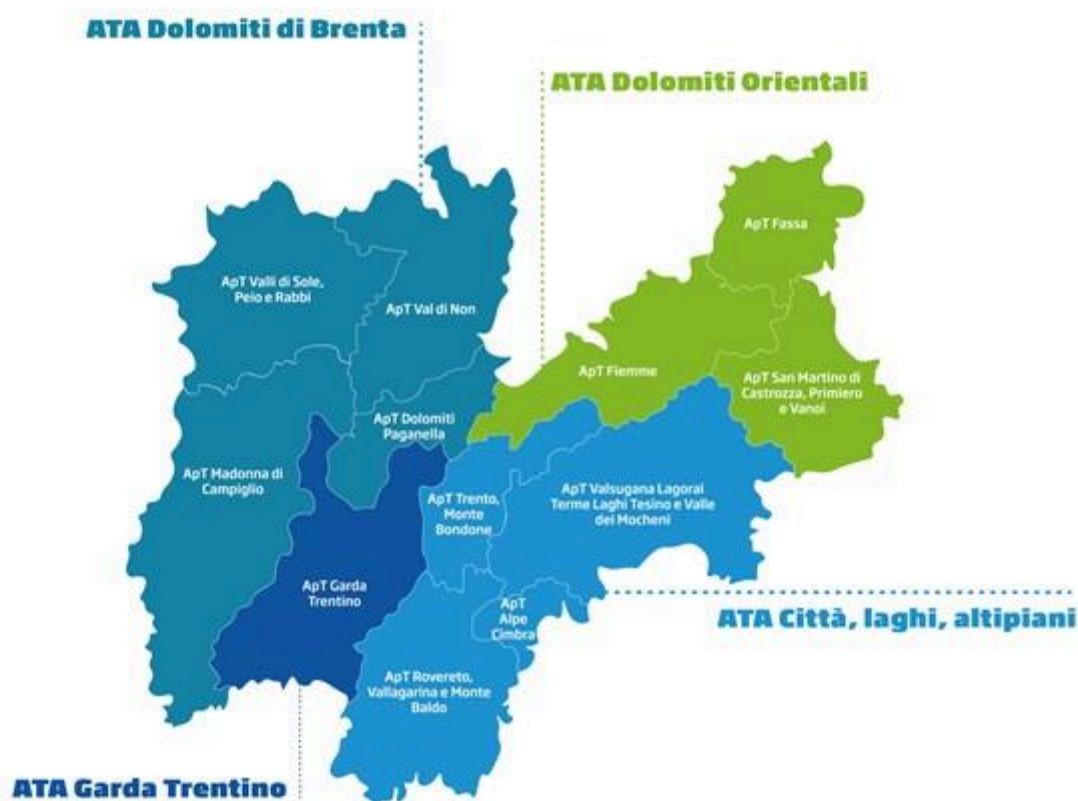 ATA Dolomiti di Brenta
ATA Dolomiti Orientali
ApT Fassa
ApT Valli di Sole,
Peio e Rabbi
ApT Val di Non
ApT Fiemme
ApT San Martino di
Castrozza, Primiero
e Vanoi
ApT Dolomiti
Paganella
ApT Madonna di
Campiglio
ApT Trento,
Monte
Bondone
ApT Valsugana Lagorai
Terme Laghi Tesino e Valle
dei Mocheni
ApT Garda
Trentino
ApT
Alpe
Cimbra
ATA Città, laghi, altipiani
ApT Rovereto,
Vallagarina e Monte
Baldo
ATA Garda Trentino